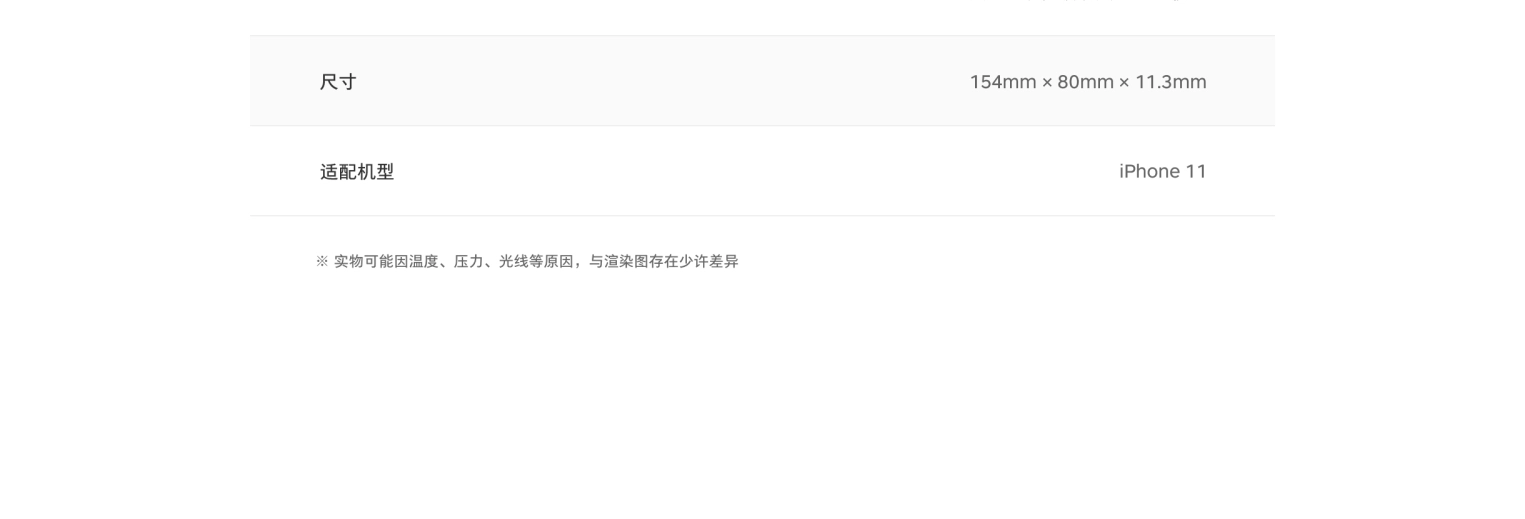 尺寸
154mm × 80mm × 11.3mm
适配机型
iPhone 11
※ 实物可能因温度、压力、光线等原因，与渲染图存在少许差异